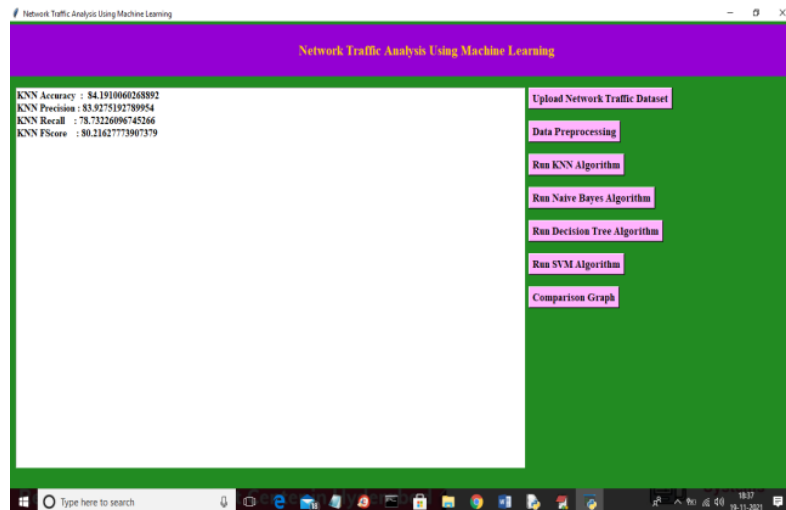 Network Traffic Analysis Using Machine Learning
Network Traffic Analysis Using Machine Learning
KNN Accuracy : 84.1910060268892
KNN Precision : 83.9275192789954
KNN Recall : 78.73226096745266
KNN FScore : 80.21627773907379
Upload Network Traffic Dataset
Data Preprocessing
Run KNN Algorithm
Run Naive Bayes Algorithm
Run Decision Tree Algorithm
Run SVM Algorithm
Comparison Graph
Type here to search
18:37
19-11-2021